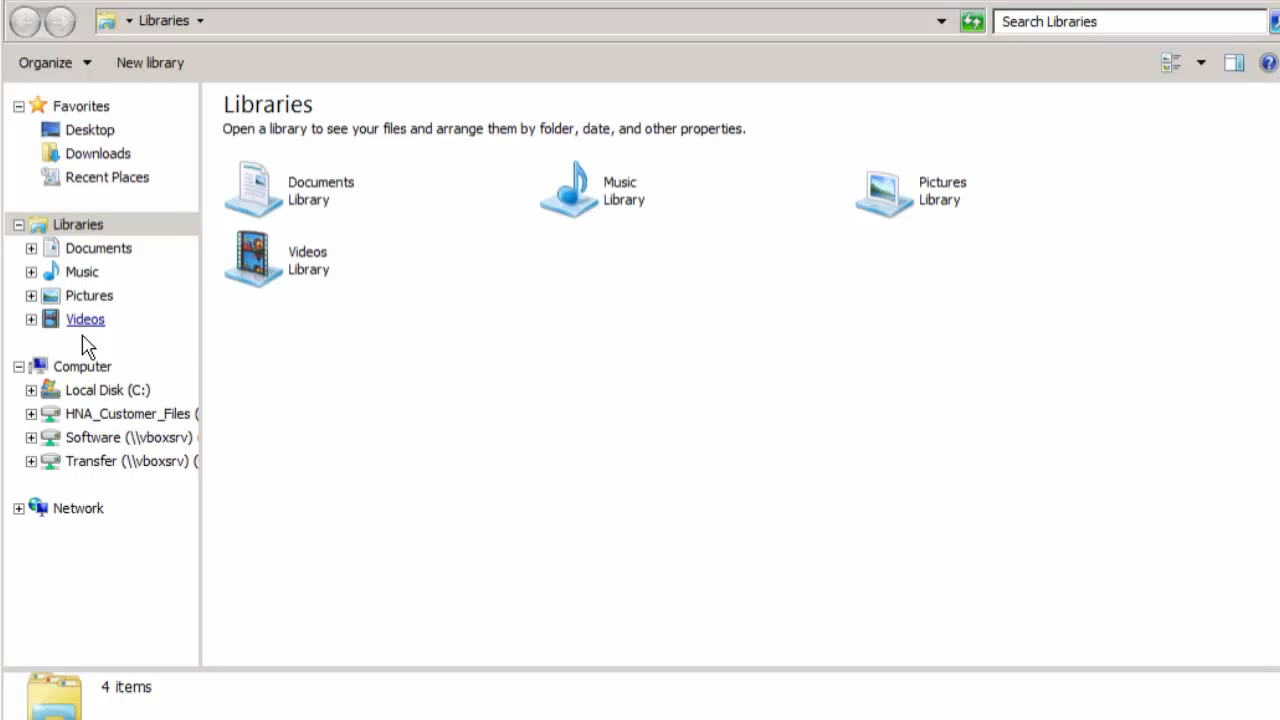 Libraries
Search Libraries
Organize
New library
Favorites
Desktop
Downloads
Recent Places
Libraries
Documents
Music
Pictures
Videos
Computer
Local Disk (C:)
HNA_Customer_Files (
Software (\\vboxsrv) (
Transfer (\\vboxsrv) (
Network
Libraries
Open a library to see your files and arrange them by folder, date, and other properties.
Documents
Library
Music
Library
Pictures
Library
Videos
Library
4 items